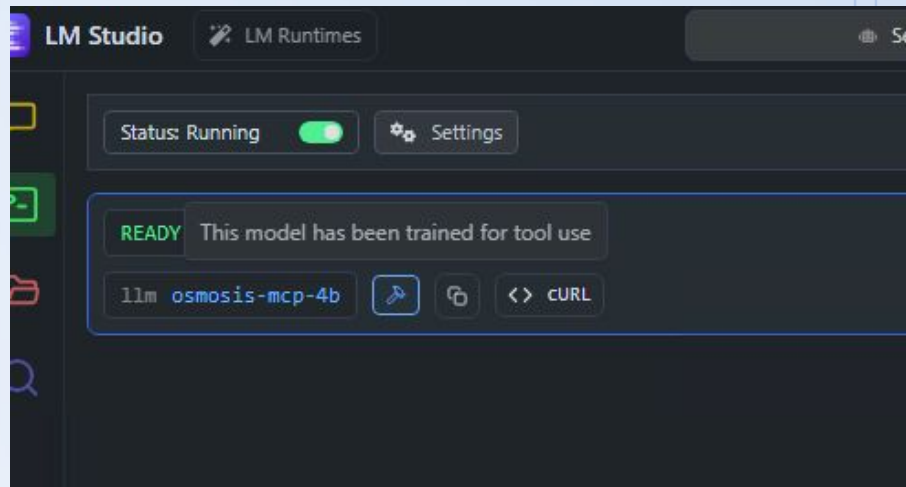 LM Studio
LM Runtimes
Status: Running
Settings
READY
This model has been trained for tool use
llm osmosis-mcp-4b
cURL